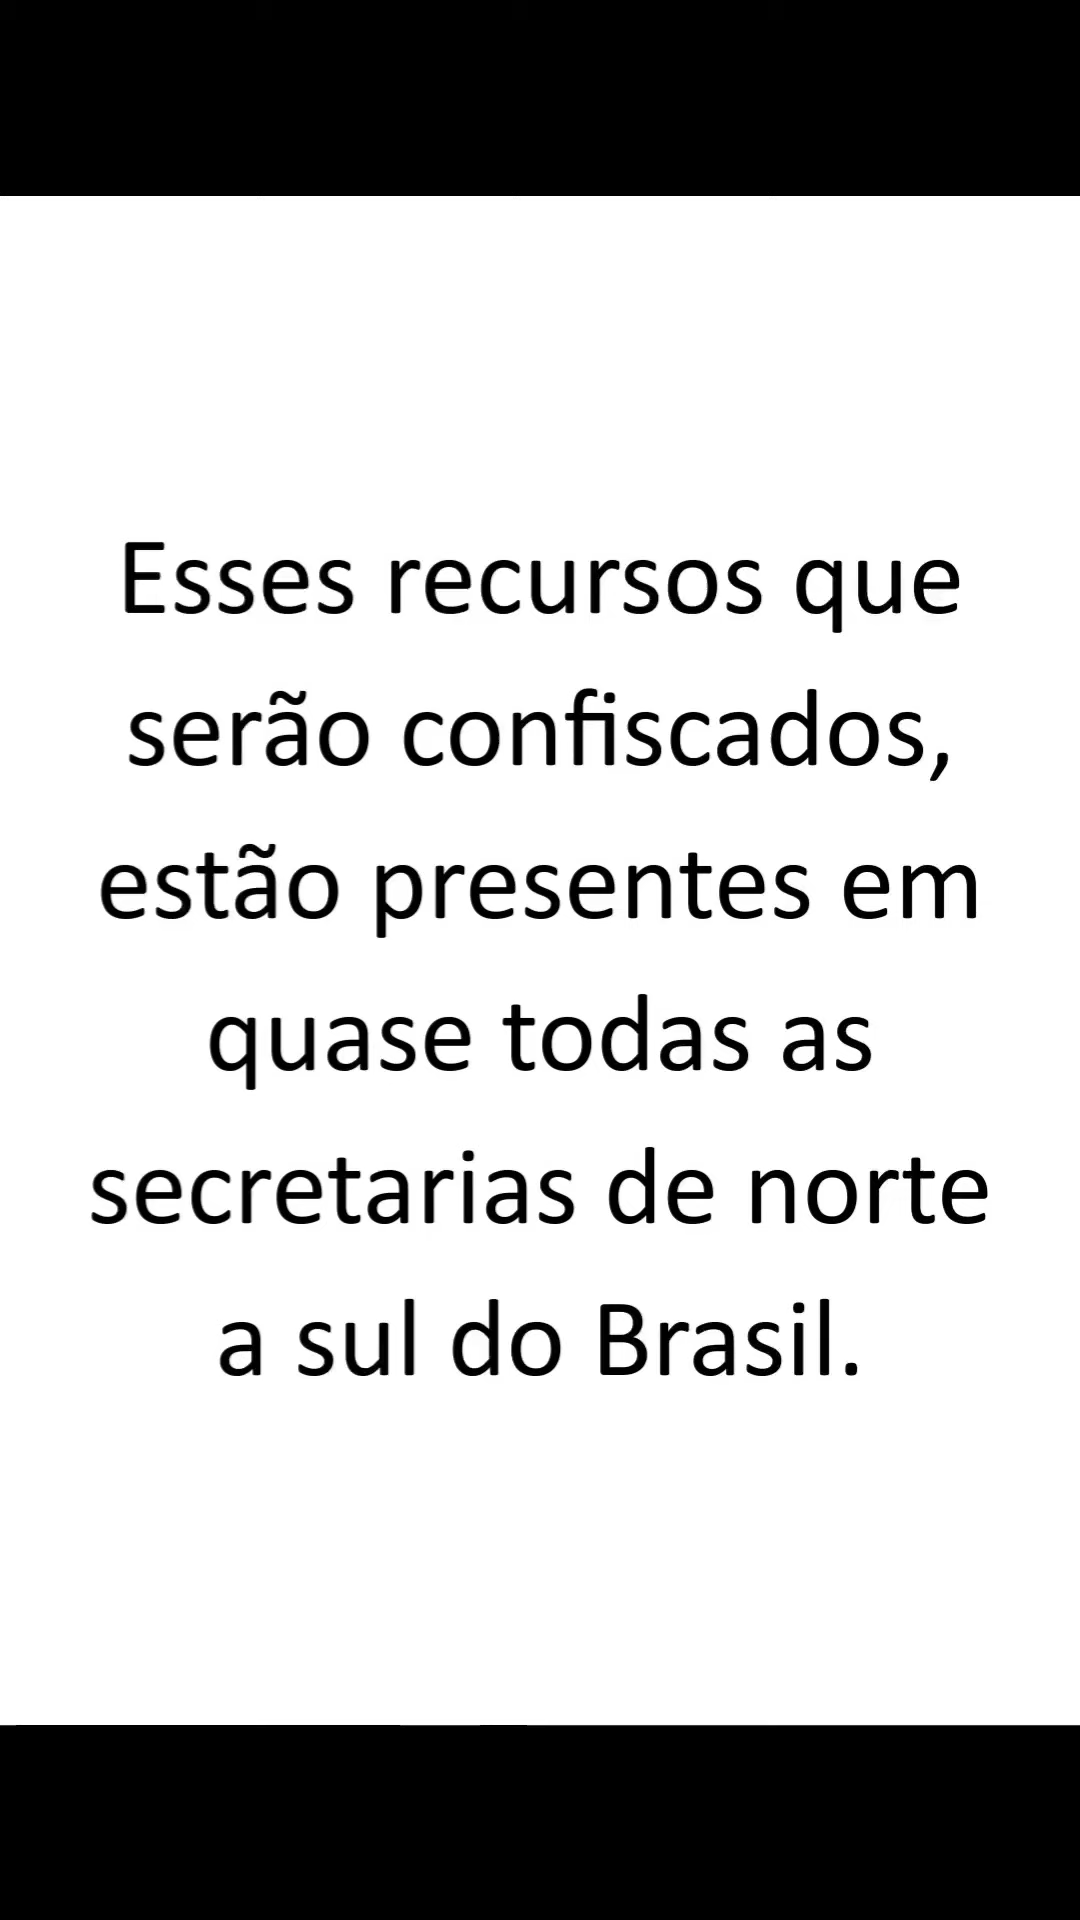 Esses recursos que
serão confiscados,
estão presentes em
quase todas as
secretarias de norte
a sul do Brasil.